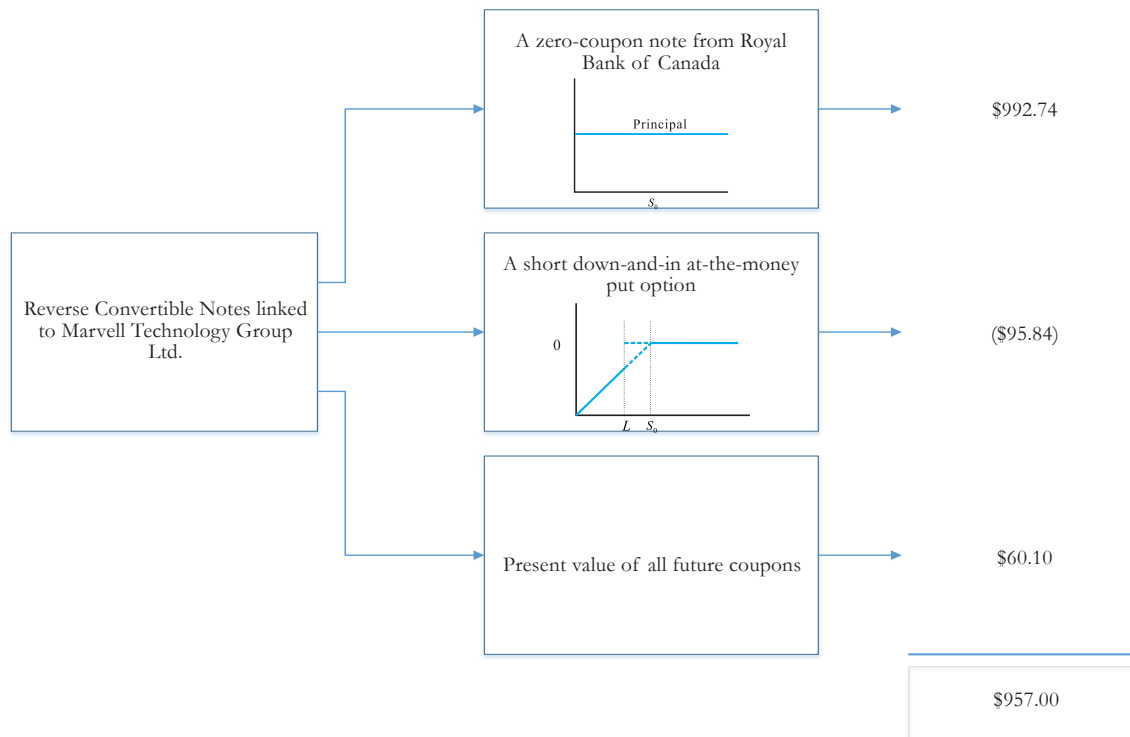 A zero-coupon note from Royal
Bank of Canada
Principal
S₀
$992.74
Reverse Convertible Notes linked
to Marvell Technology Group
Ltd.
A short down-and-in at-the-money
put option
0
L S₀
($95.84)
Present value of all future coupons
$60.10
$957.00